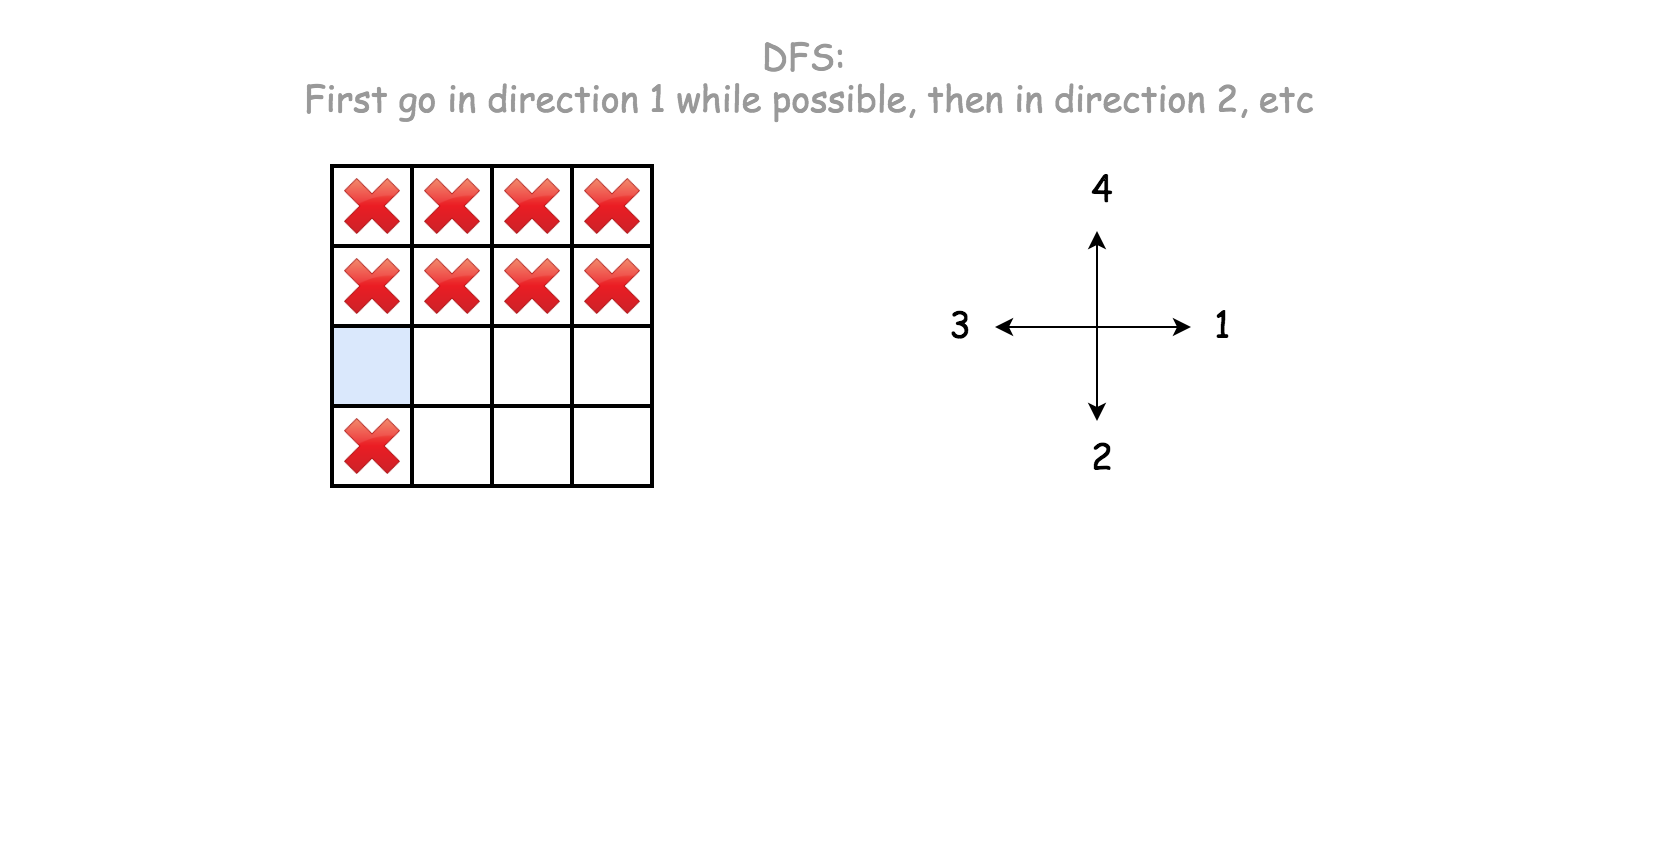 DFS:
First go in direction 1 while possible, then in direction 2, etc
4
3
1
2